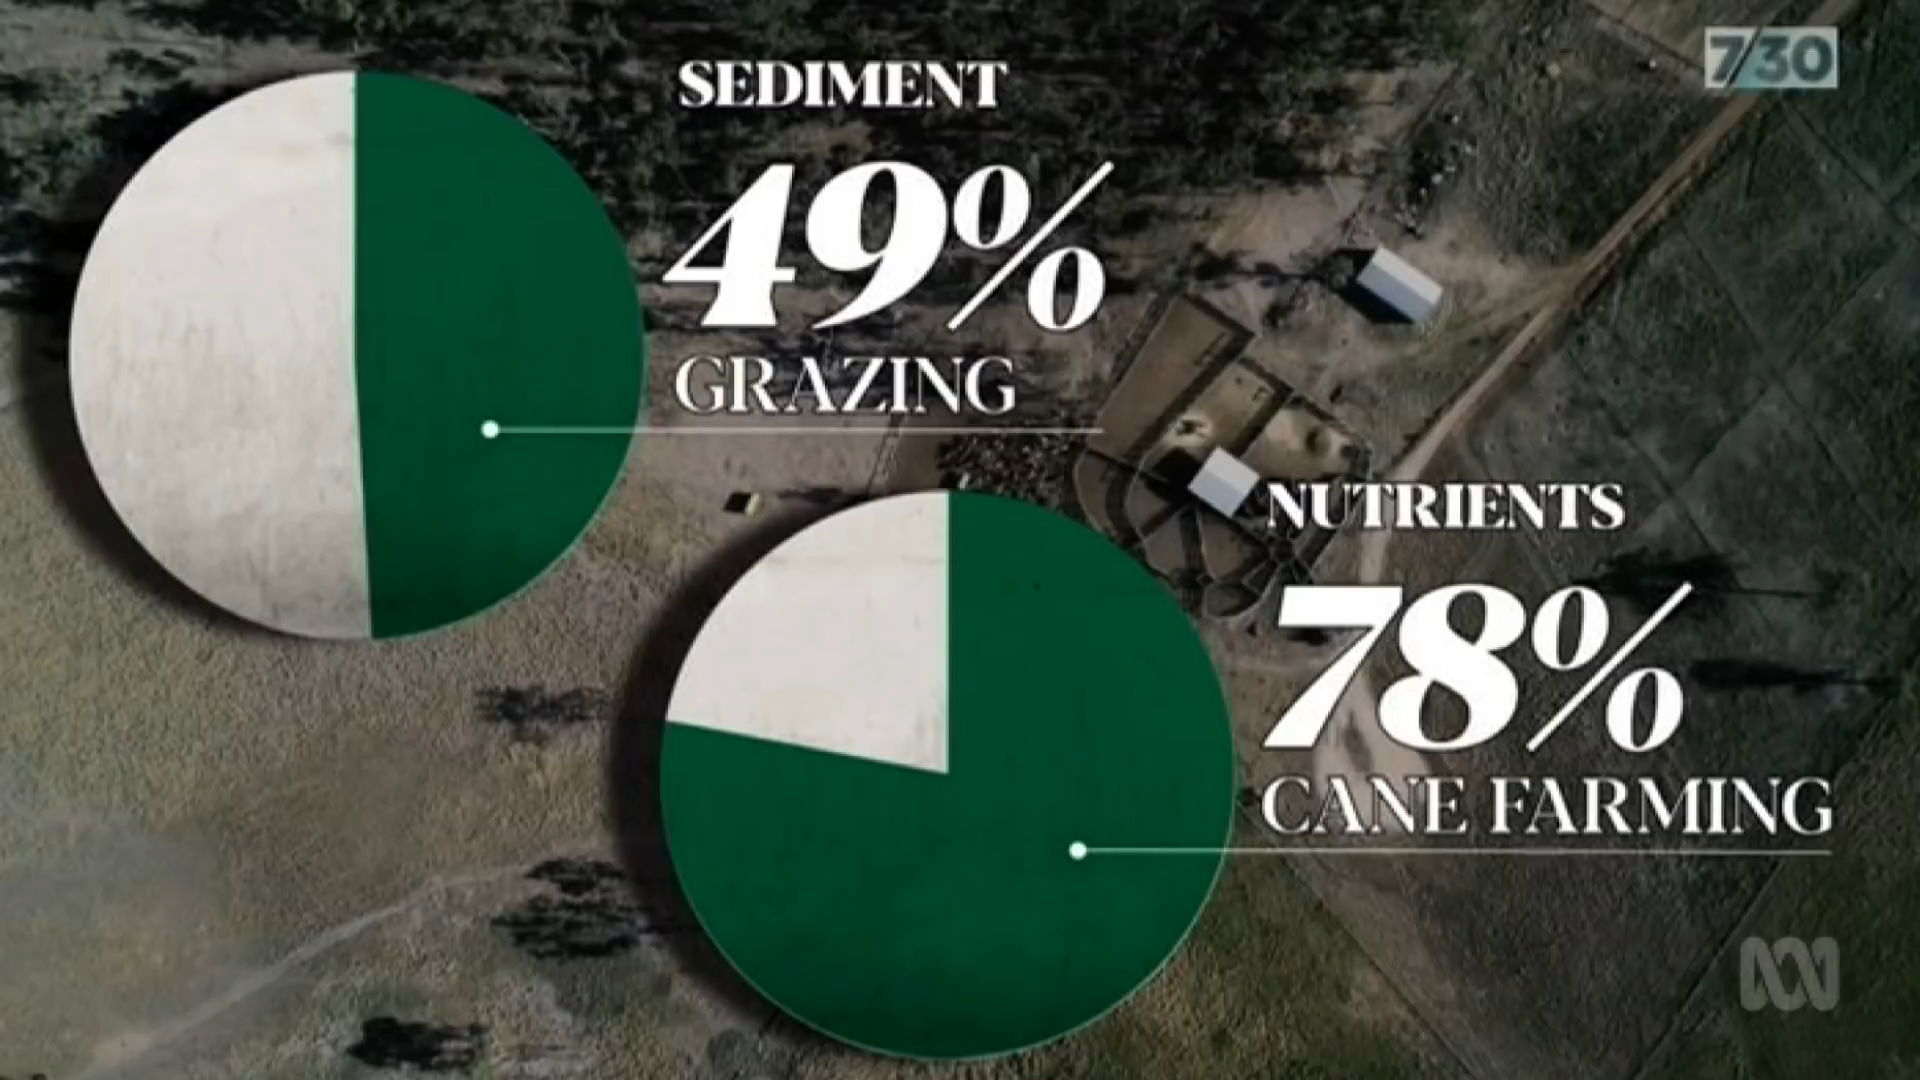 7/30
SEDIMENT
49%
GRAZING
NUTRIENTS
78%
CANE FARMING